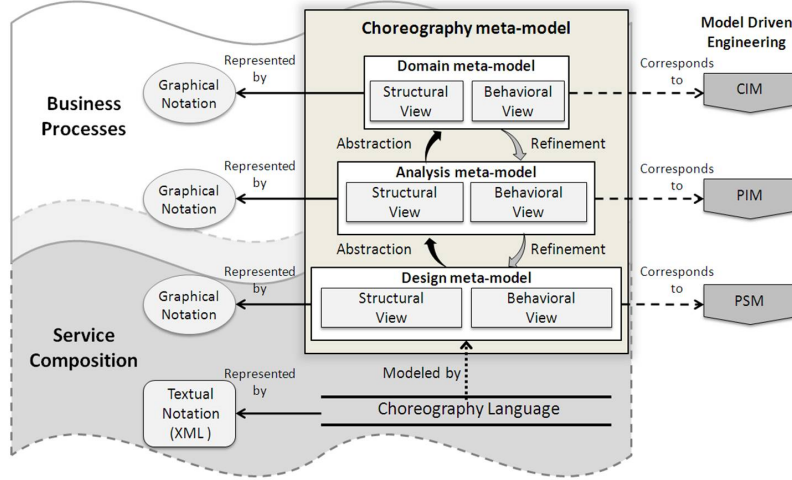 Choreography meta-model
Model Driven
Engineering
Domain meta-model
Structural
View
Behavioral
View
Represented
by
Graphical
Notation
Corresponds
to
CIM
Business
Processes
Abstraction
Refinement
Analysis meta-model
Structural
View
Behavioral
View
Represented
by
Graphical
Notation
Corresponds
to
PIM
Abstraction
Refinement
Design meta-model
Structural
View
Behavioral
View
Represented
by
Graphical
Notation
Corresponds
to
PSM
Service
Composition
Modeled by
Represented
by
Textual
Notation
(XML )
Choreography Language